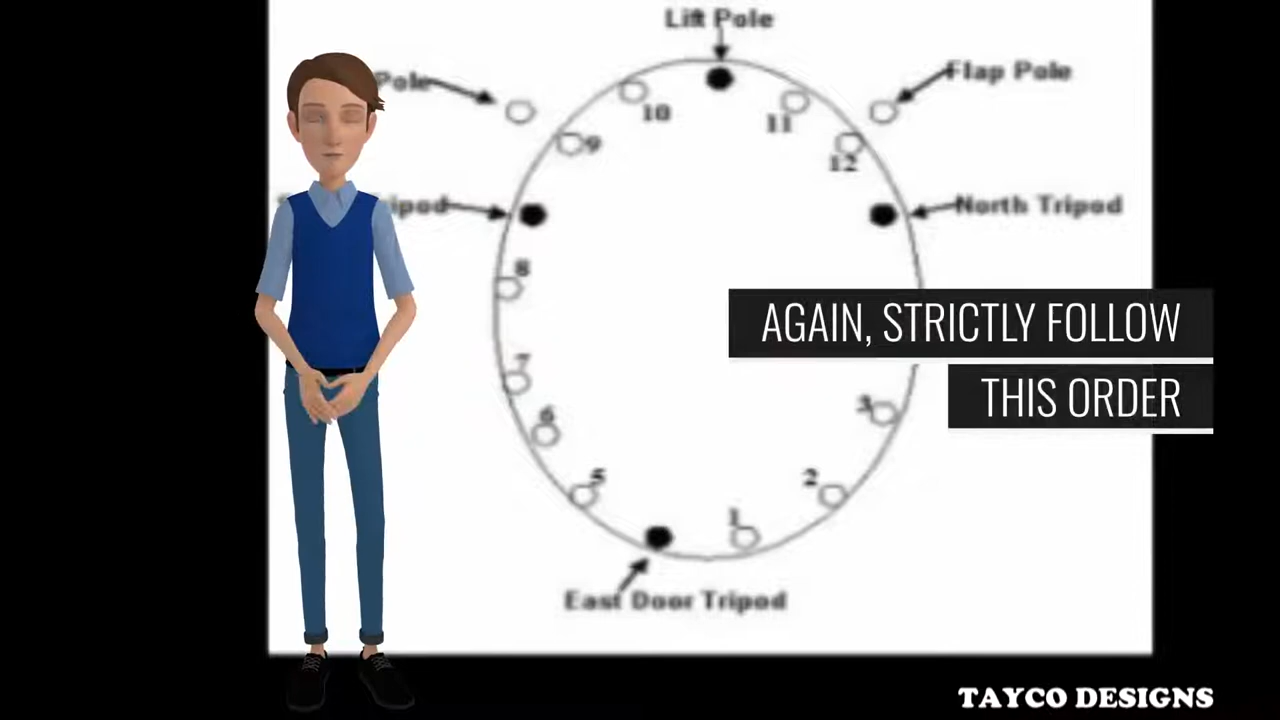 Lift Pole
Pole
Flap Pole
10
11
9
12
North Tripod
8
AGAIN, STRICTLY FOLLOW
7
THIS ORDER
3
6
5
2
1
East Door Tripod
TAYCO DESIGNS